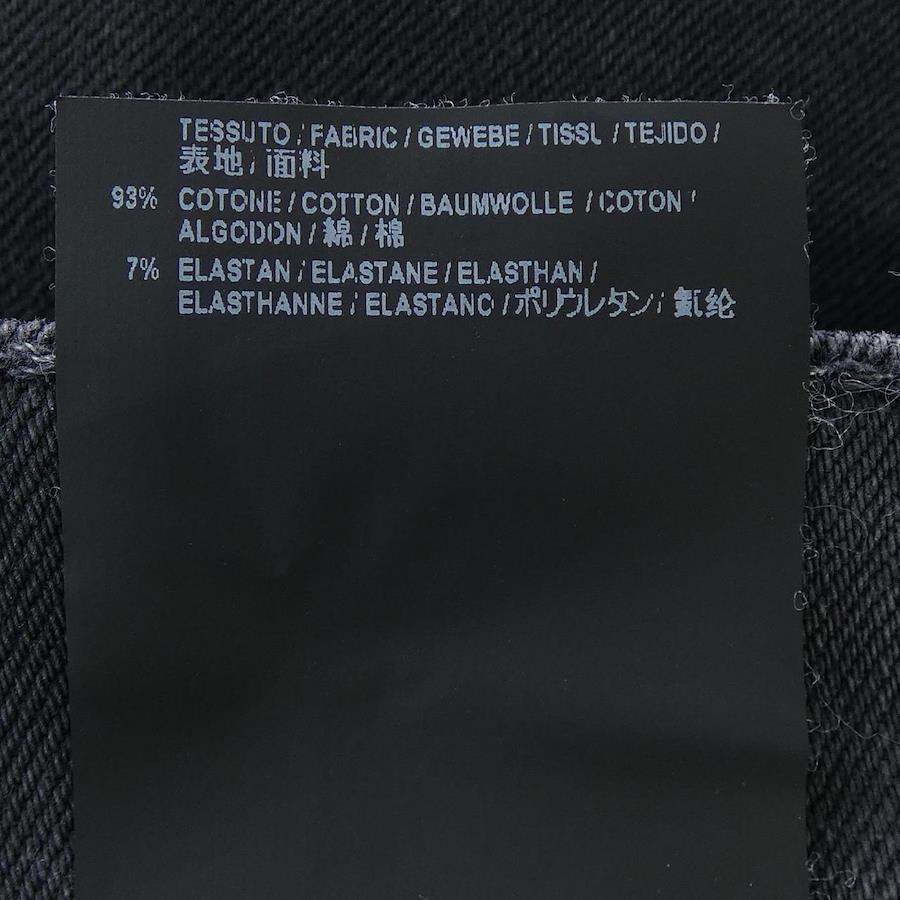 TESSUTO / FABRIC / GEWEBE / TISSU / TEJIDO /
表地 / 面料
93% COTONE / COTTON / BAUMWOLLE / COTON /
ALGODON / 綿 / 棉
7% ELASTAN / ELASTANE / ELASTHAN /
ELASTHANNE / ELASTANO / ポリウレタン / 氨纶